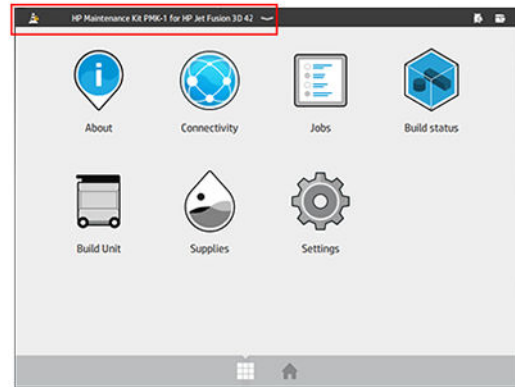 HP Maintenance Kit PMK-1 for HP Jet Fusion 3D 42
About
Connectivity
Jobs
Build status
Build Unit
Supplies
Settings